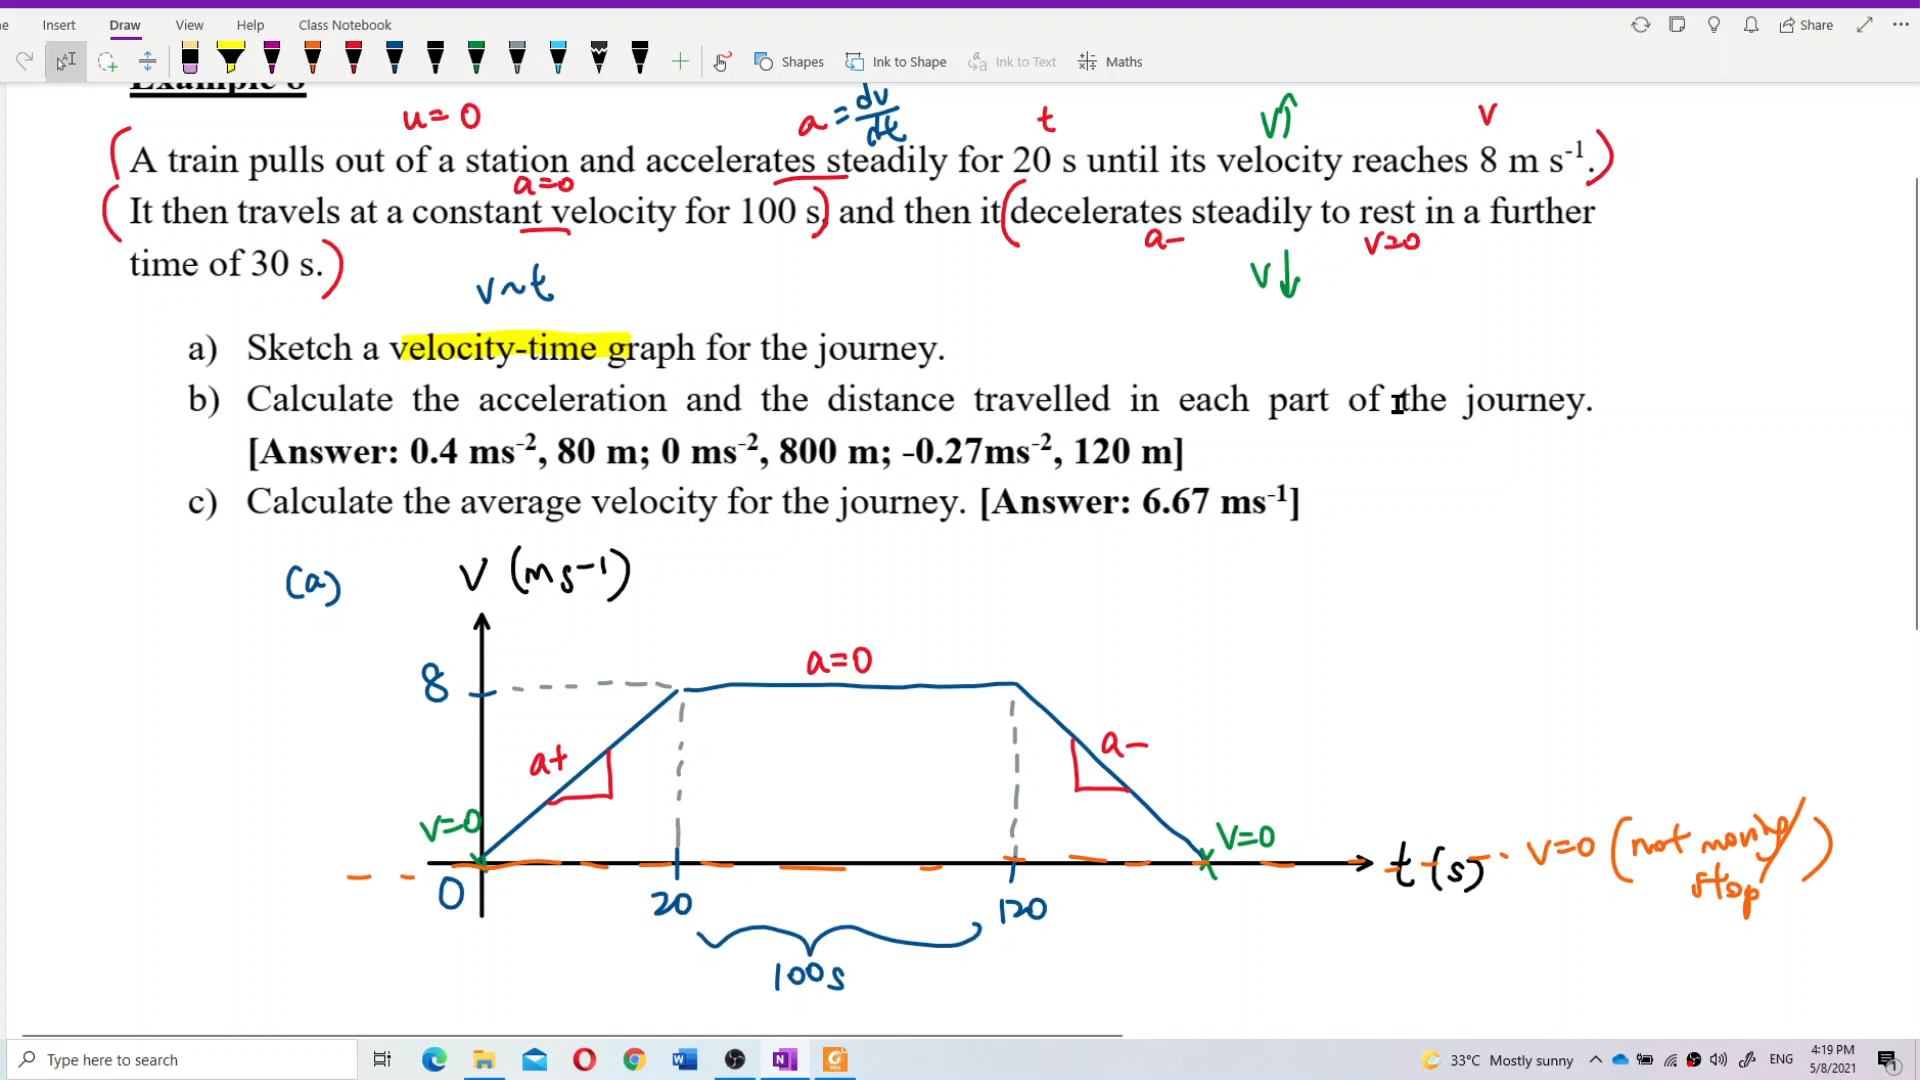 Insert Draw View Help Class Notebook Share
Shapes Ink to Shape Ink to Text Maths
Example 8
u = 0 a = dv/dt t v↑ v
A train pulls out of a station and accelerates steadily for 20 s until its velocity reaches 8 m s-1.
a=0
It then travels at a constant velocity for 100 s, and then it decelerates steadily to rest in a further
a− v=0
time of 30 s.
v~t v↓
a) Sketch a velocity-time graph for the journey.
b) Calculate the acceleration and the distance travelled in each part of the journey.
[Answer: 0.4 ms-2, 80 m; 0 ms-2, 800 m; -0.27ms-2, 120 m]
c) Calculate the average velocity for the journey. [Answer: 6.67 ms-1]
(a) v (ms-1)
8 a=0
a+ a−
v=0 v=0
t (s) v=0 (not moving/
stop)
0 20 120
100s
Type here to search
33°C Mostly sunny ENG 4:19 PM
5/8/2021